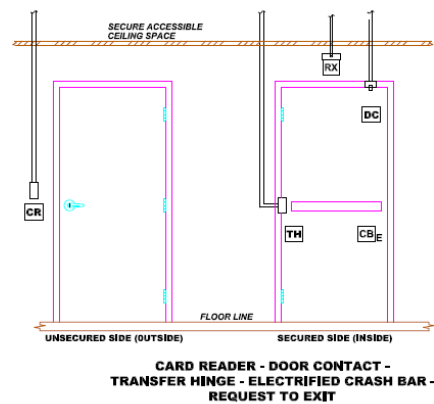 SECURE ACCESSIBLE
CEILING SPACE
RX
DC
CR
TH
CBE
FLOOR LINE
UNSECURED SIDE (OUTSIDE)
SECURED SIDE (INSIDE)
CARD READER - DOOR CONTACT -
TRANSFER HINGE - ELECTRIFIED CRASH BAR -
REQUEST TO EXIT